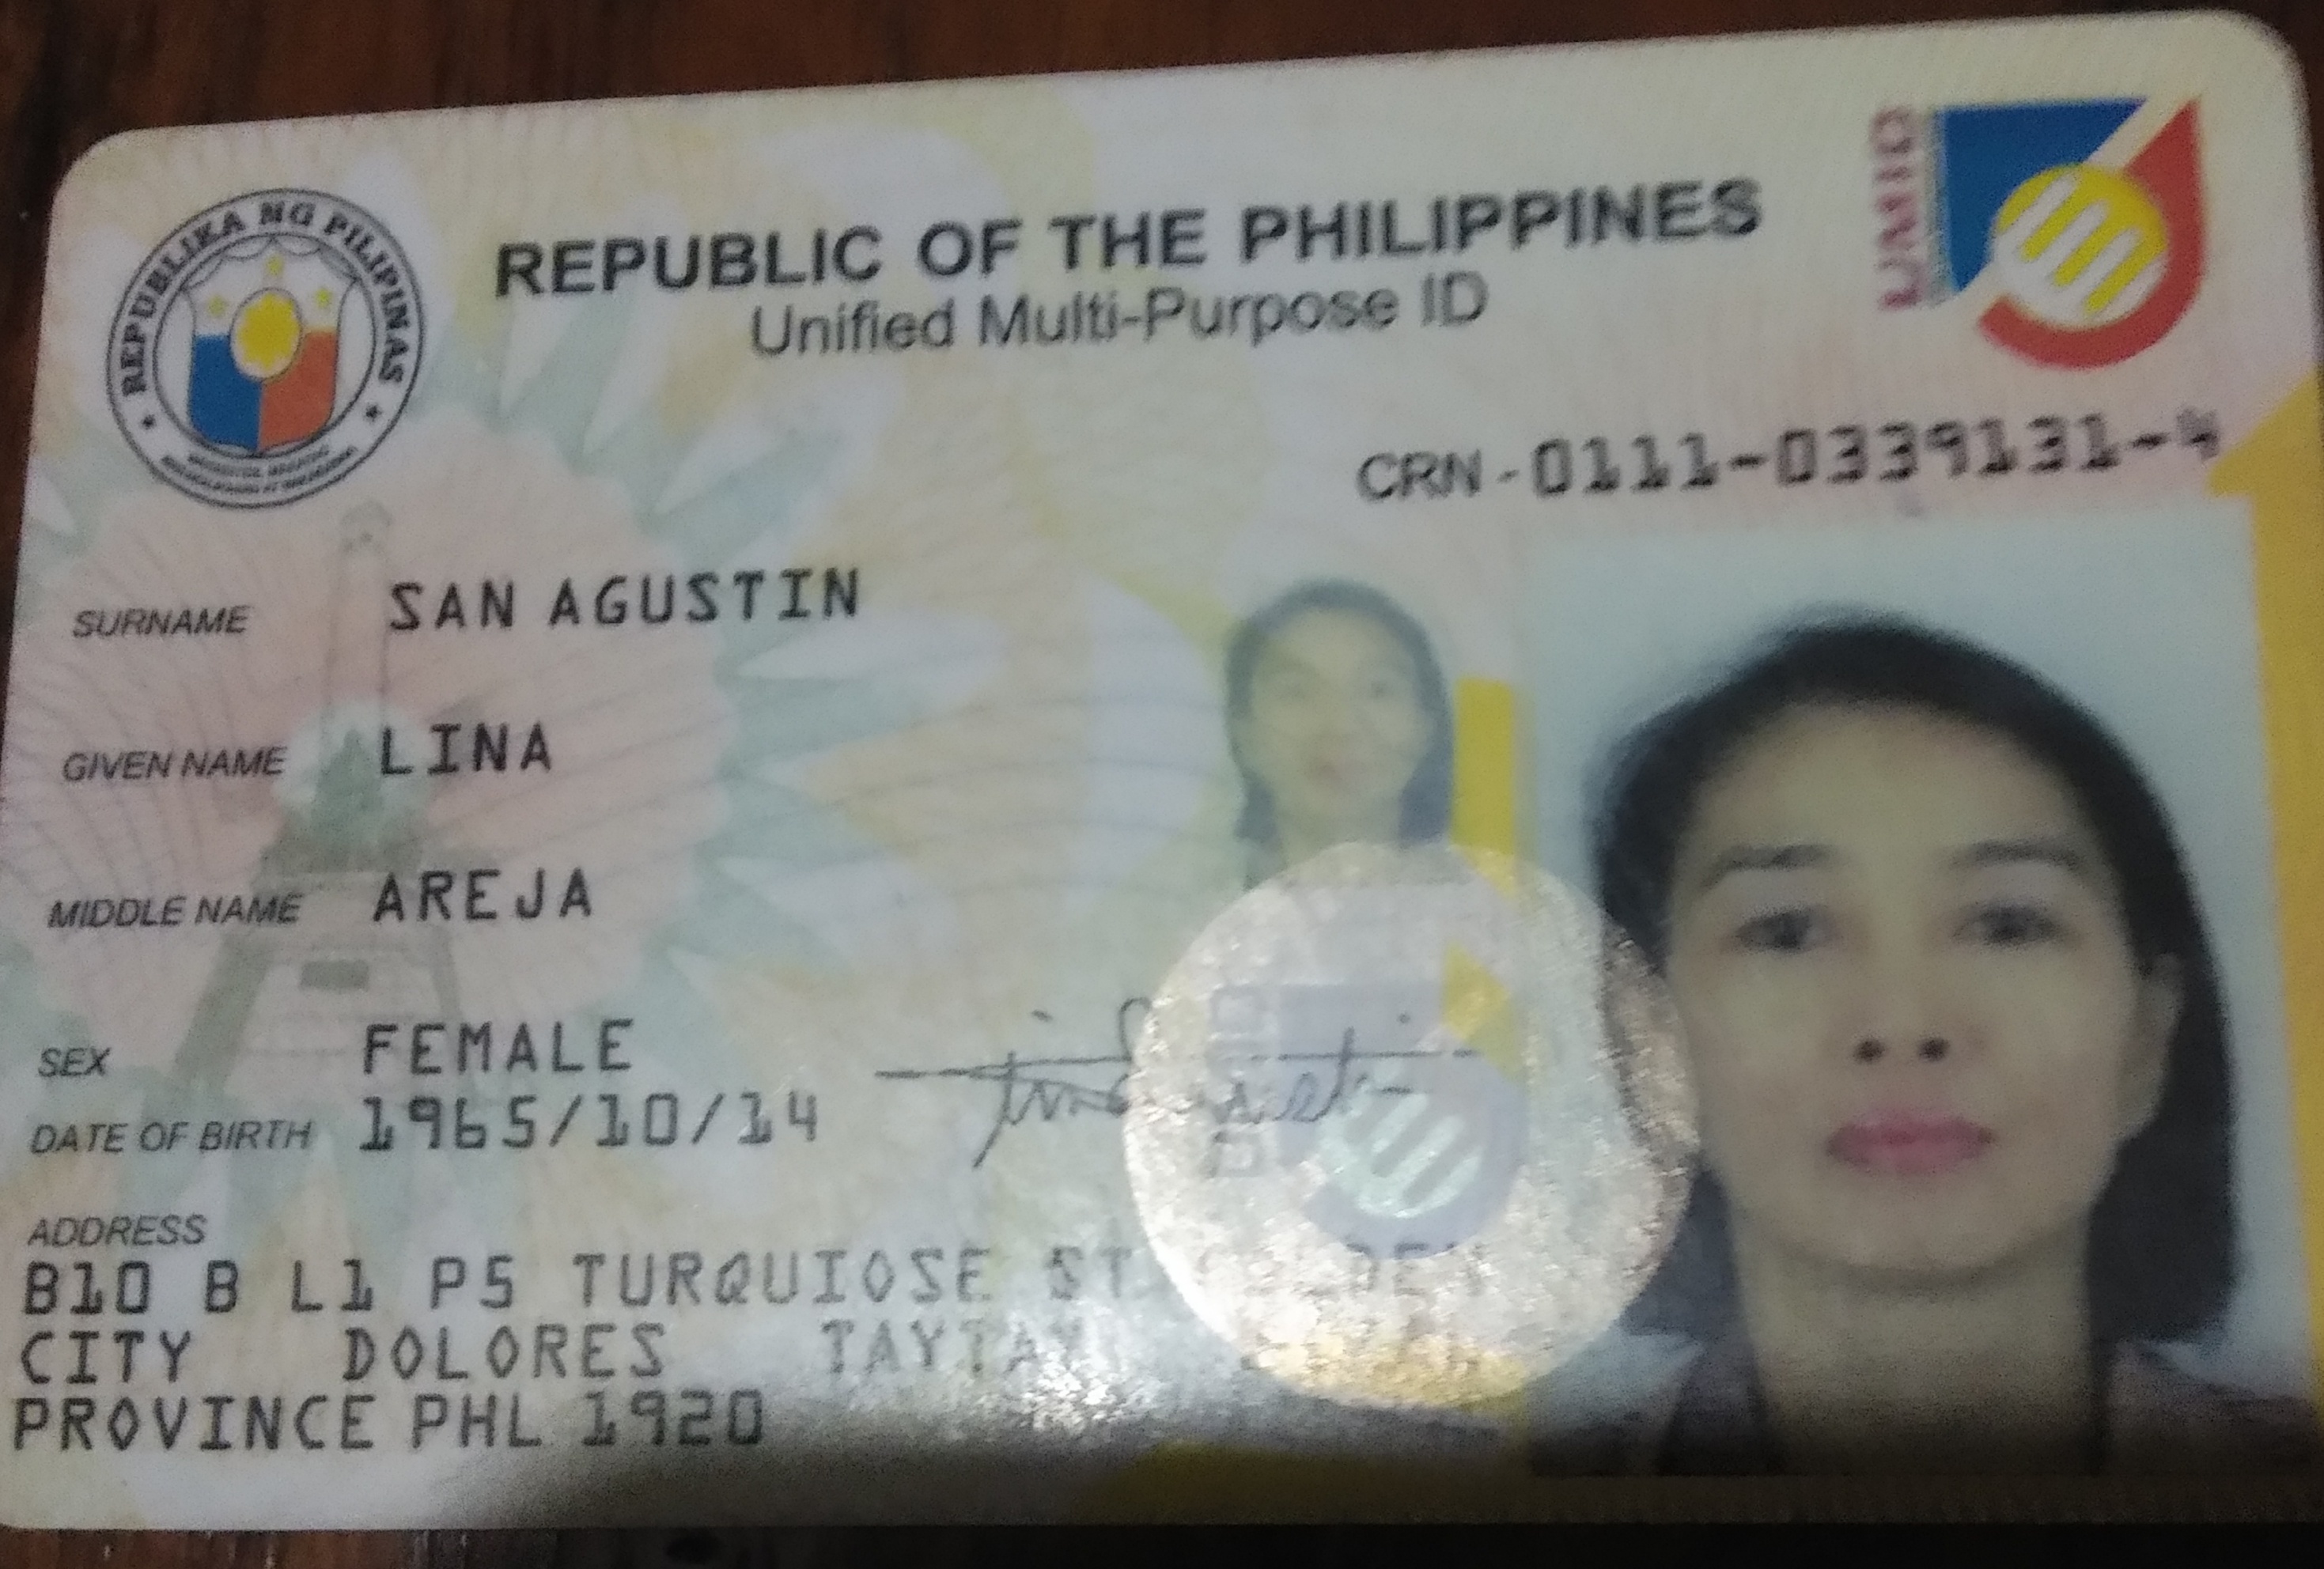 REPUBLIKA NG PILIPINAS
REPUBLIC OF THE PHILIPPINES
Unified Multi-Purpose ID
UMID
CRN - 0111-0339131-4
SURNAME SAN AGUSTIN
GIVEN NAME LINA
MIDDLE NAME AREJA
SEX FEMALE
DATE OF BIRTH 1965/10/14
ADDRESS
B10 B L1 P5 TURQUIOSE ST
CITY DOLORES TAYTAY
PROVINCE PHL 1920